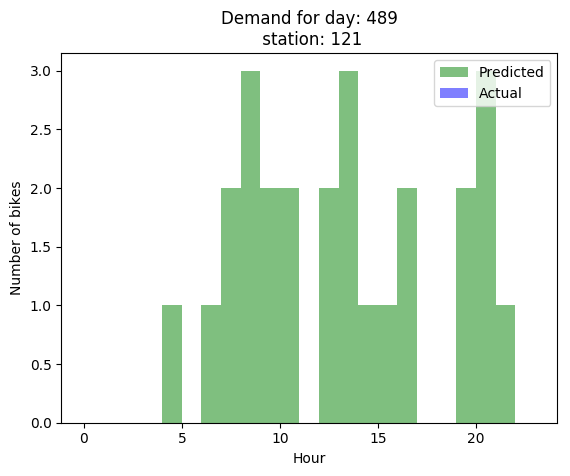 Demand for day: 489
station: 121
Predicted
Actual
3.0
2.5
2.0
1.5
1.0
0.5
0.0
Number of bikes
0 5 10 15 20
Hour